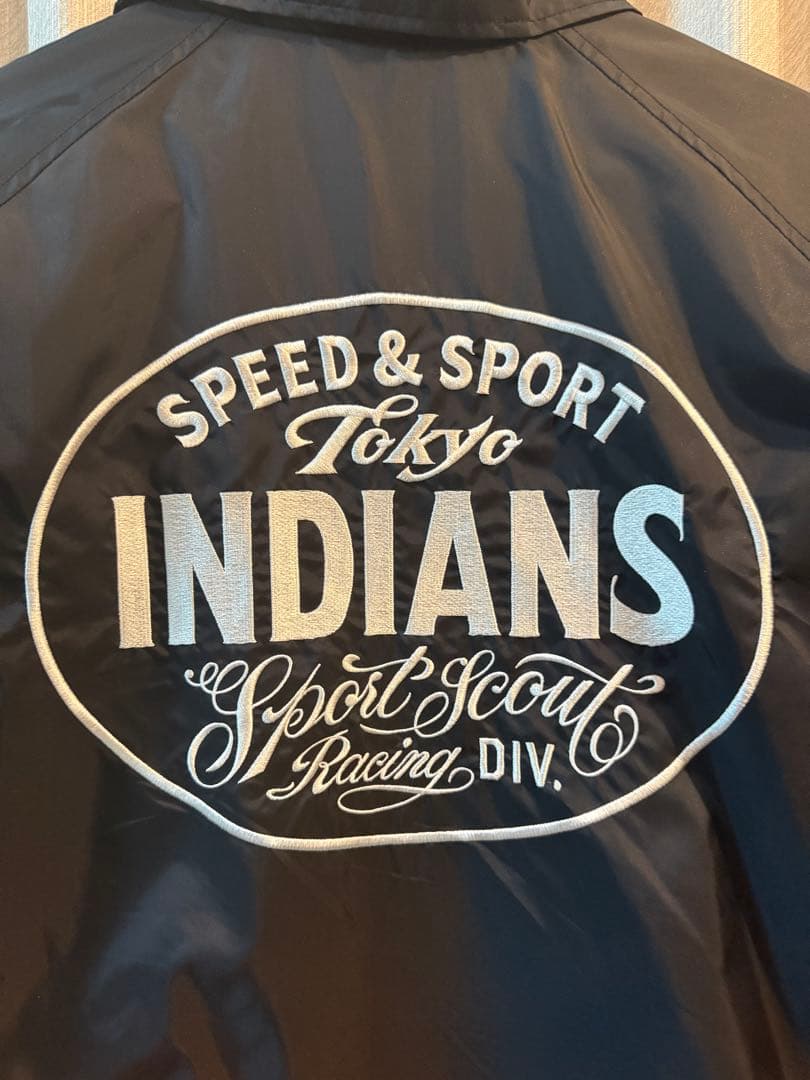 SPEED & SPORT
Tokyo
INDIANS
Sport Scout
Racing DIV.